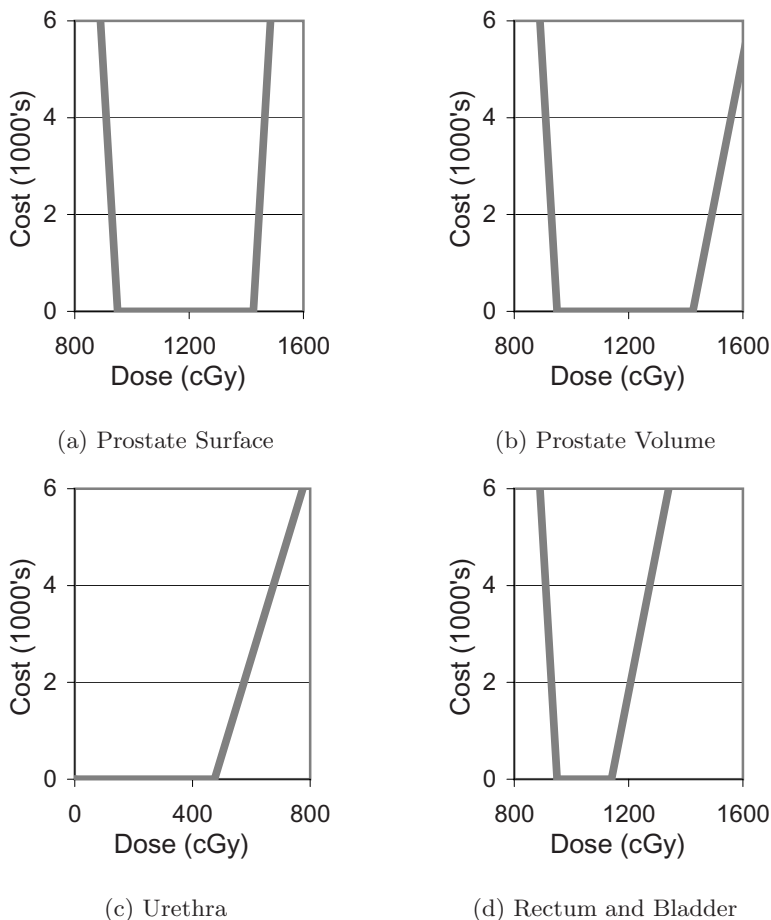 6
4
2
0
Cost (1000's)
800 1200 1600
Dose (cGy)
(a) Prostate Surface
6
4
2
0
Cost (1000's)
800 1200 1600
Dose (cGy)
(b) Prostate Volume
6
4
2
0
Cost (1000's)
0 400 800
Dose (cGy)
(c) Urethra
6
4
2
0
Cost (1000's)
800 1200 1600
Dose (cGy)
(d) Rectum and Bladder